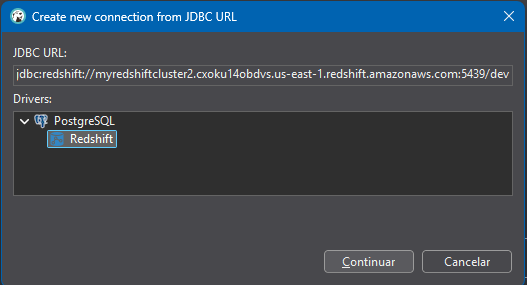 Create new connection from JDBC URL
JDBC URL:
jdbc:redshift://myredshiftcluster2.cxoku14obdvs.us-east-1.redshift.amazonaws.com:5439/dev
Drivers:
PostgreSQL
Redshift
Continuar
Cancelar